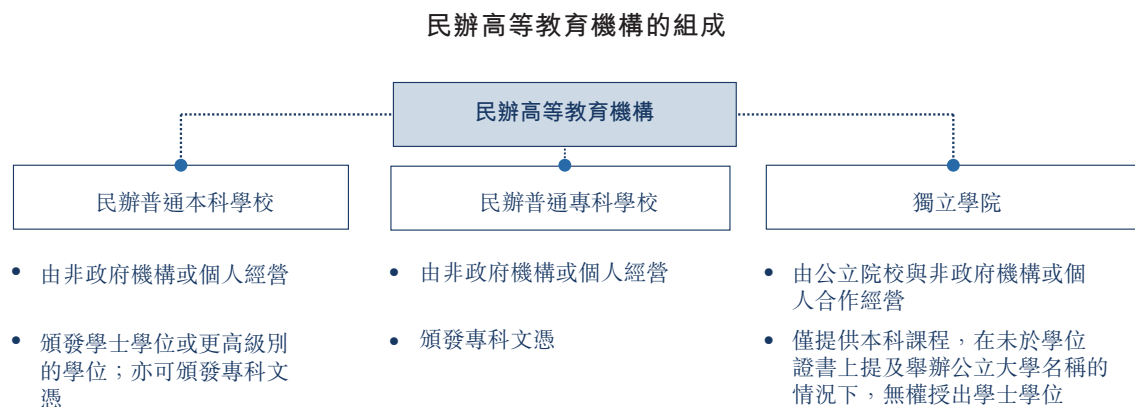 民辦高等教育機構的組成
民辦高等教育機構
民辦普通本科學校
民辦普通專科學校
獨立學院
• 由非政府機構或個人經營
• 頒發學士學位或更高級別
的學位；亦可頒發專科文
憑
• 由非政府機構或個人經營
• 頒發專科文憑
• 由公立院校與非政府機構或個
人合作經營
• 僅提供本科課程，在未於學位
證書上提及舉辦公立大學名稱的
情況下，無權授出學士學位